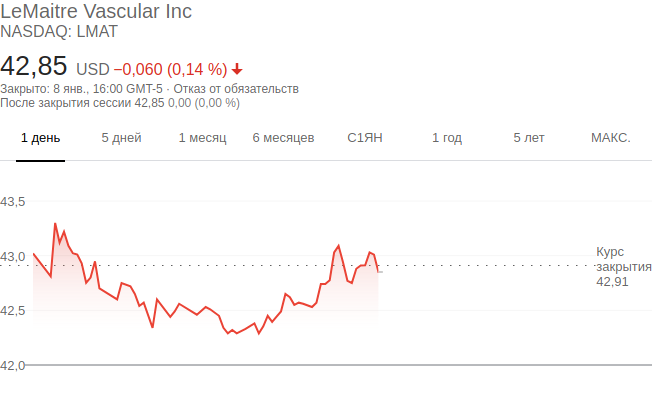 LeMaitre Vascular Inc
NASDAQ: LMAT
42,85 USD −0,060 (0,14 %)
Закрыто: 8 янв., 16:00 GMT-5 · Отказ от обязательств
После закрытия сессии 42,85 0,00 (0,00 %)
1 день 5 дней 1 месяц 6 месяцев С1ЯН 1 год 5 лет МАКС.
43,5
43,0
42,5
42,0
Курс
закрытия
42,91